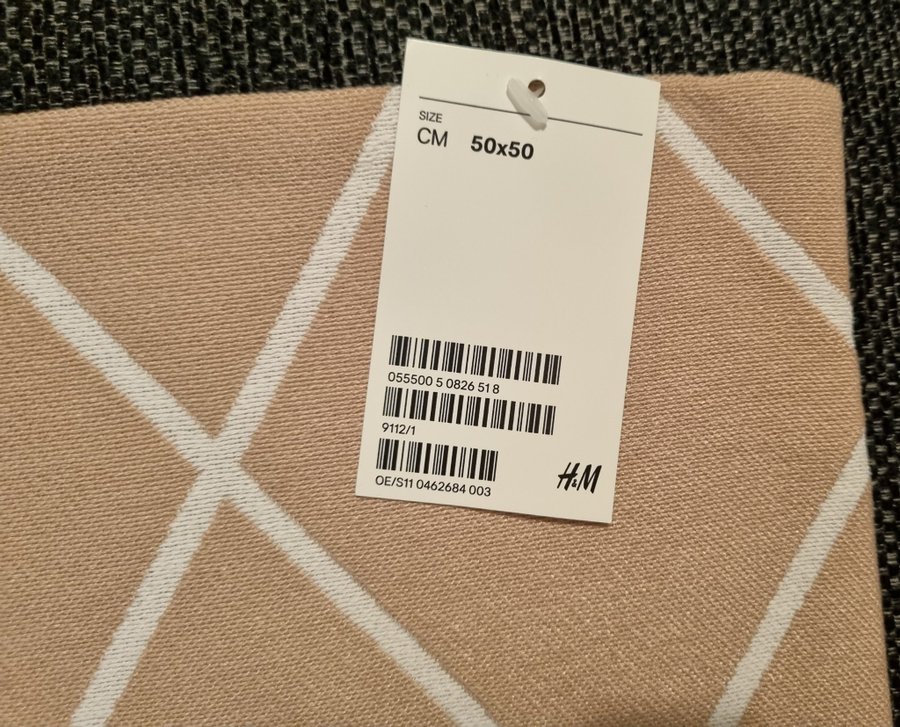 SIZE
CM 50x50
055500 5 0826 51 8
9112/1
OE/S11 0462684 003
H&M